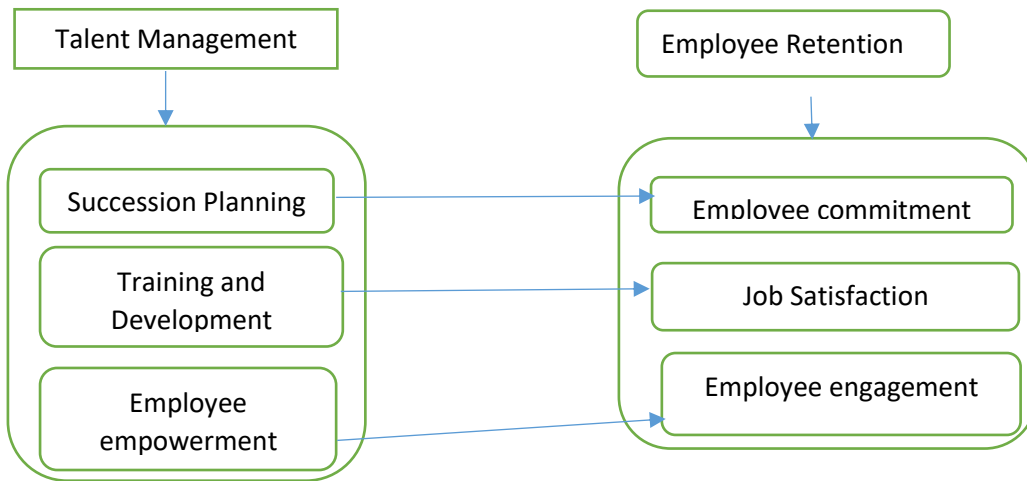 Talent Management
Employee Retention
Succession Planning
Employee commitment
Training and
Development
Job Satisfaction
Employee
empowerment
Employee engagement